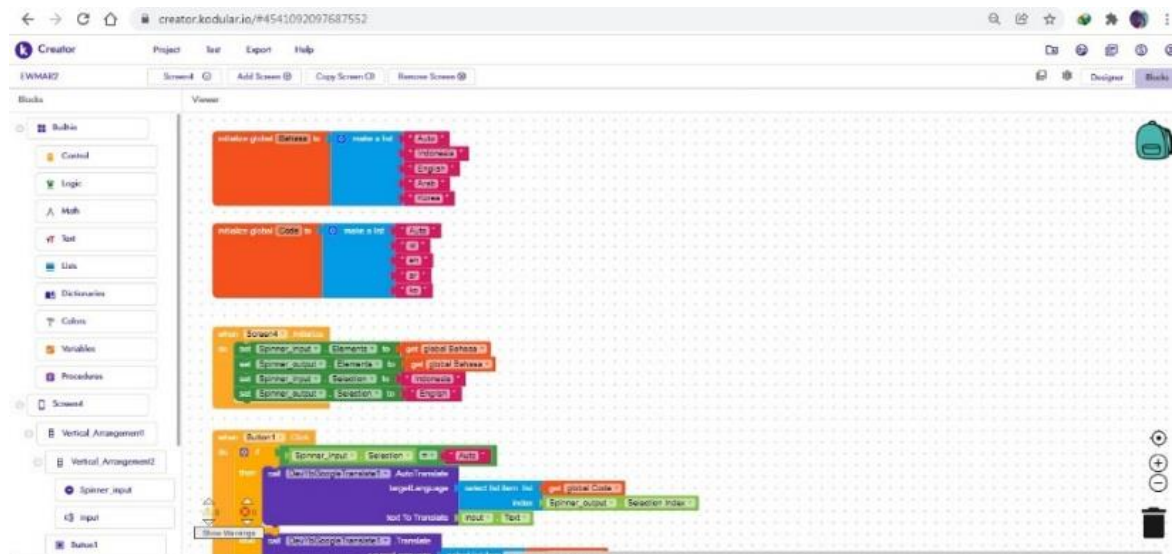 creator.kodular.io/#4541092097687552
Creator
Project Test Export Help
EWMAR2
Screen4 Add Screen Copy Screen Remove Screen
Designer Blocks
Blocks
Viewer
Built-in
Control
Logic
Math
Text
Lists
Dictionaries
Colors
Variables
Procedures
Screen4
Vertical_Arrangement1
Vertical_Arrangement2
Spinner_input
input
Button1
initialize global Bahasa to make a list " Auto "
" Indonesia "
" English "
" Arab "
" Korea "
initialize global Code to make a list " Auto "
" en "
" ar "
" ko "
when Screen4 Initialize
do set Spinner_input . Elements to get global Bahasa
set Spinner_output . Elements to get global Bahasa
set Spinner_input . Selection to " Indonesia "
set Spinner_output . Selection to " English "
when Button1 Click
do if Spinner_input . Selection = " Auto "
then call AutoTranslate
targetLanguage select list item list get global Code
index Spinner_output . Selection Index
text To Translate input . Text
call Translate
Show Warnings